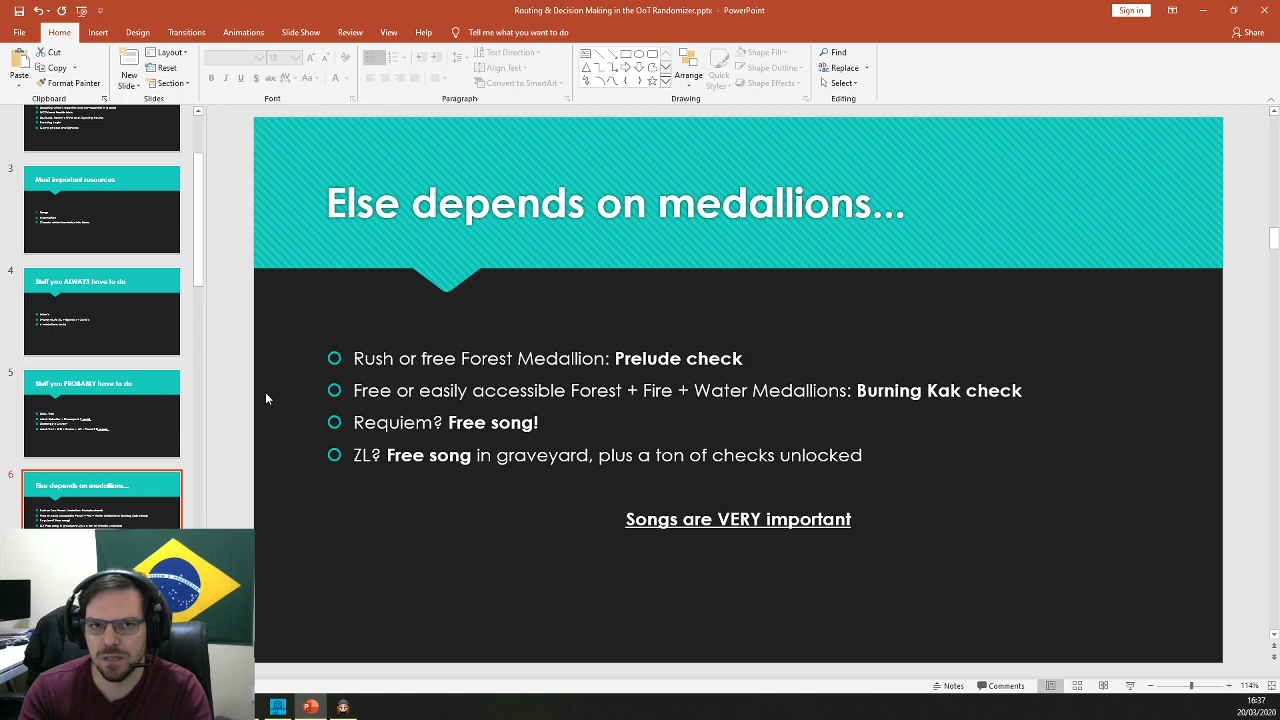 Routing & Decision Making in the OoT Randomizer.pptx - PowerPoint
Sign in
File Home Insert Design Transitions Animations Slide Show Review View Help Tell me what you want to do Share
Cut
Copy
Format Painter
Paste
Clipboard
New
Slide
Layout
Reset
Section
Slides
18
Font
Text Direction
Align Text
Convert to SmartArt
Paragraph
Arrange
Quick
Styles
Shape Fill
Shape Outline
Shape Effects
Drawing
Find
Replace
Select
Editing
3
Most important resources
4
Stuff you ALWAYS have to do
5
Stuff you PROBABLY have to do
6
Else depends on medallions...
Else depends on medallions...
Rush or free Forest Medallion: Prelude check
Free or easily accessible Forest + Fire + Water Medallions: Burning Kak check
Requiem? Free song!
ZL? Free song in graveyard, plus a ton of checks unlocked
Songs are VERY important
Notes Comments 114%
16:37
20/03/2020